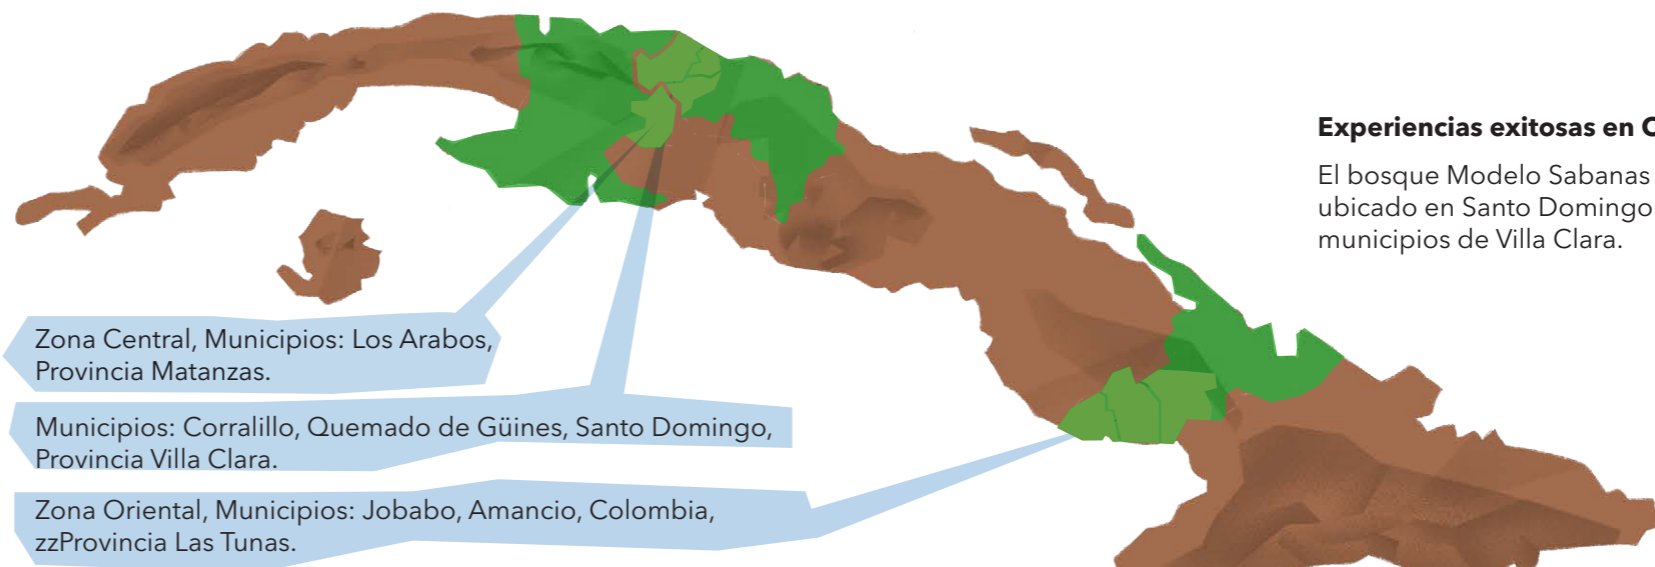 Experiencias exitosas en C
El bosque Modelo Sabanas
ubicado en Santo Domingo
municipios de Villa Clara.
Zona Central, Municipios: Los Arabos,
Provincia Matanzas.
Municipios: Corralillo, Quemado de Güines, Santo Domingo,
Provincia Villa Clara.
Zona Oriental, Municipios: Jobabo, Amancio, Colombia,
zzProvincia Las Tunas.